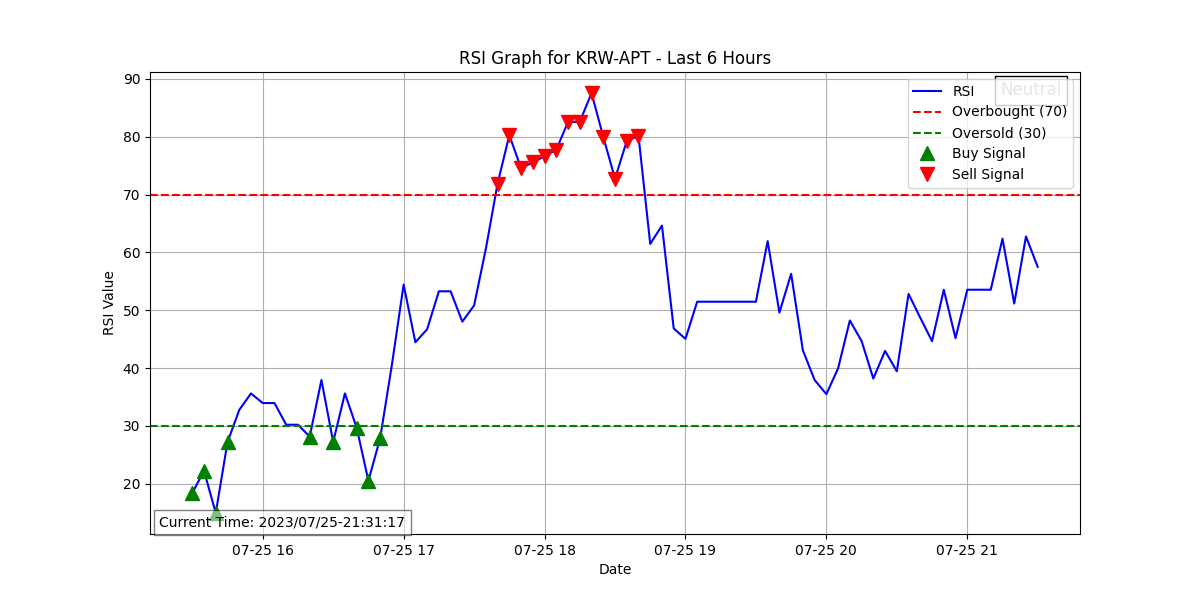 RSI Graph for KRW-APT - Last 6 Hours
90
80
70
60
50
40
30
20
RSI Value
Neutral
RSI
Overbought (70)
Oversold (30)
Buy Signal
Sell Signal
Current Time: 2023/07/25-21:31:17
07-25 16
07-25 17
07-25 18
07-25 19
07-25 20
07-25 21
Date